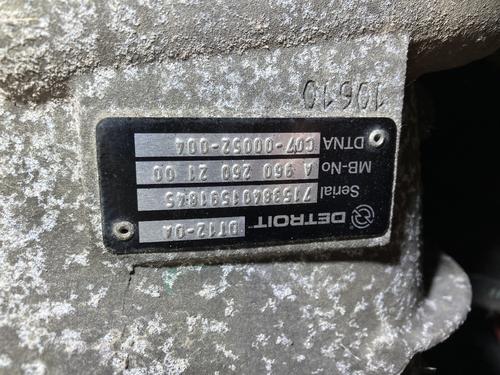 DETROIT DT12-OA
Serial 71538401591845
MB-No A 960 260 21 00
DTNA C07-00052-004
10610